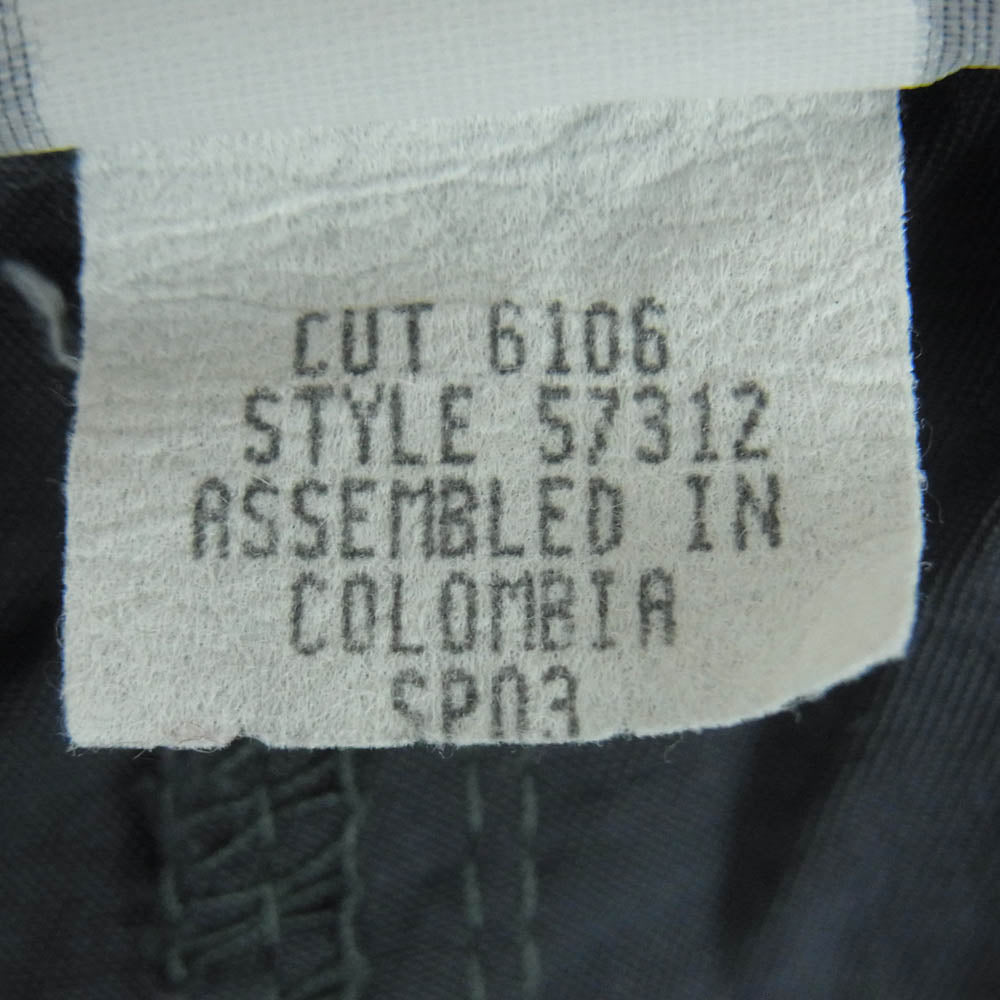 CUT 6106
STYLE 57312
ASSEMBLED IN
COLOMBIA
SP03